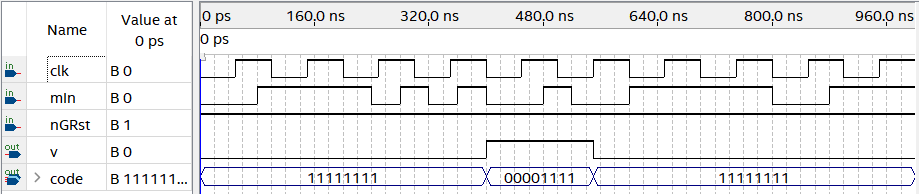 Name Value at 0 ps 0 ps 160.0 ns 320.0 ns 480.0 ns 640.0 ns 800.0 ns 960.0 ns
0 ps
in clk B 0
in mIn B 0
in nGRst B 1
out v B 0
out > code B 111111... 11111111 00001111 11111111